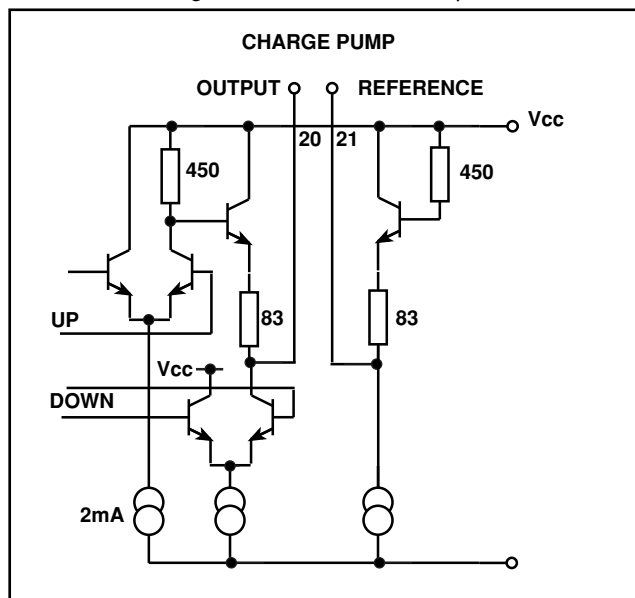 CHARGE PUMP
OUTPUT REFERENCE
Vcc
20 21
450
450
83
83
UP
Vcc
DOWN
2mA